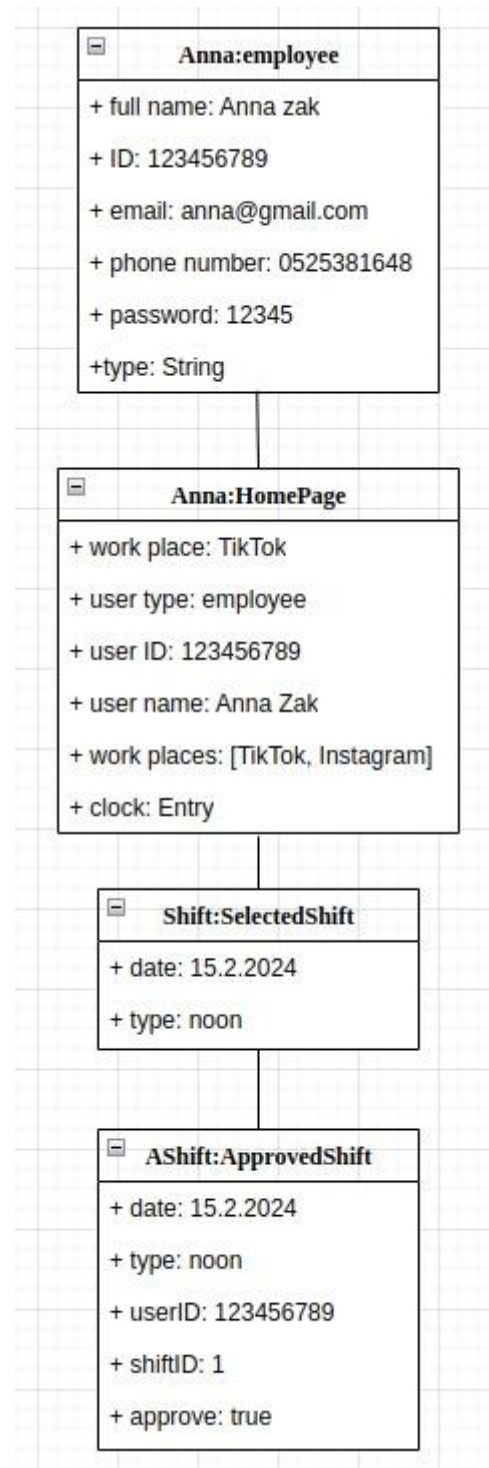 Anna:employee
+ full name: Anna zak
+ ID: 123456789
+ email: anna@gmail.com
+ phone number: 0525381648
+ password: 12345
+type: String
Anna:HomePage
+ work place: TikTok
+ user type: employee
+ user ID: 123456789
+ user name: Anna Zak
+ work places: [TikTok, Instagram]
+ clock: Entry
Shift:SelectedShift
+ date: 15.2.2024
+ type: noon
AShift:ApprovedShift
+ date: 15.2.2024
+ type: noon
+ userID: 123456789
+ shiftID: 1
+ approve: true